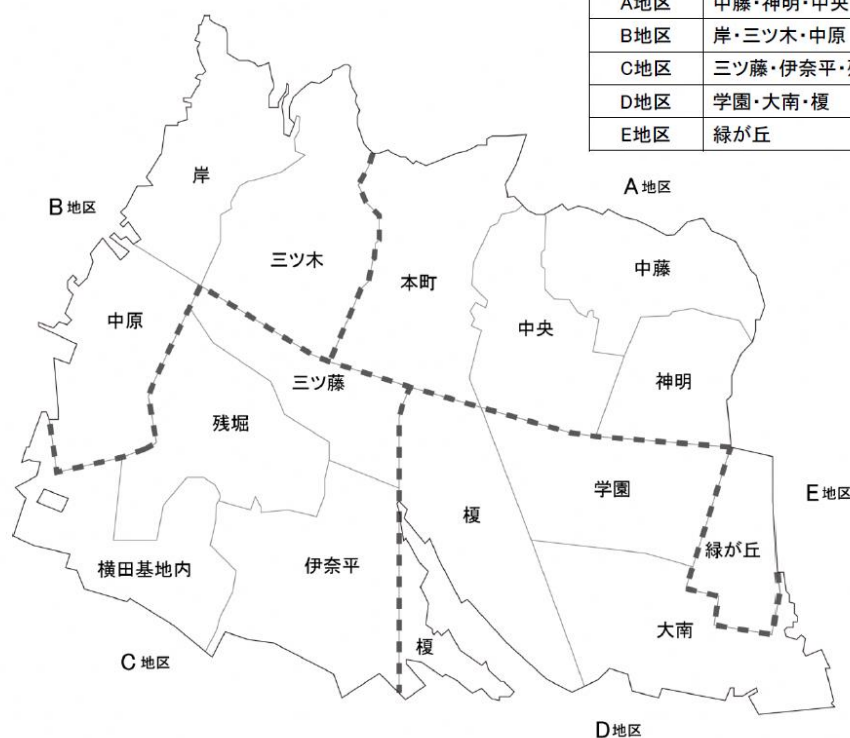 A地区 中藤・神明・中央
B地区 岸・三ツ木・中原
C地区 三ツ藤・伊奈平・
D地区 学園・大南・榎
E地区 緑が丘
A地区
岸
B地区
三ツ木
中藤
本町
中原
中央
三ツ藤
神明
残堀
学園
E地区
榎
緑が丘
横田基地内
伊奈平
大南
榎
C地区
D地区